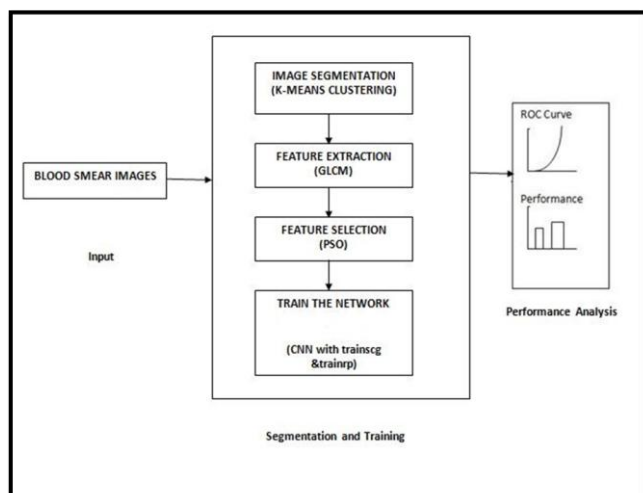 BLOOD SMEAR IMAGES
Input
IMAGE SEGMENTATION
(K-MEANS CLUSTERING)
FEATURE EXTRACTION
(GLCM)
FEATURE SELECTION
(PSO)
TRAIN THE NETWORK
(CNN with trainscg
&trainrp)
Segmentation and Training
ROC Curve
Performance
Performance Analysis